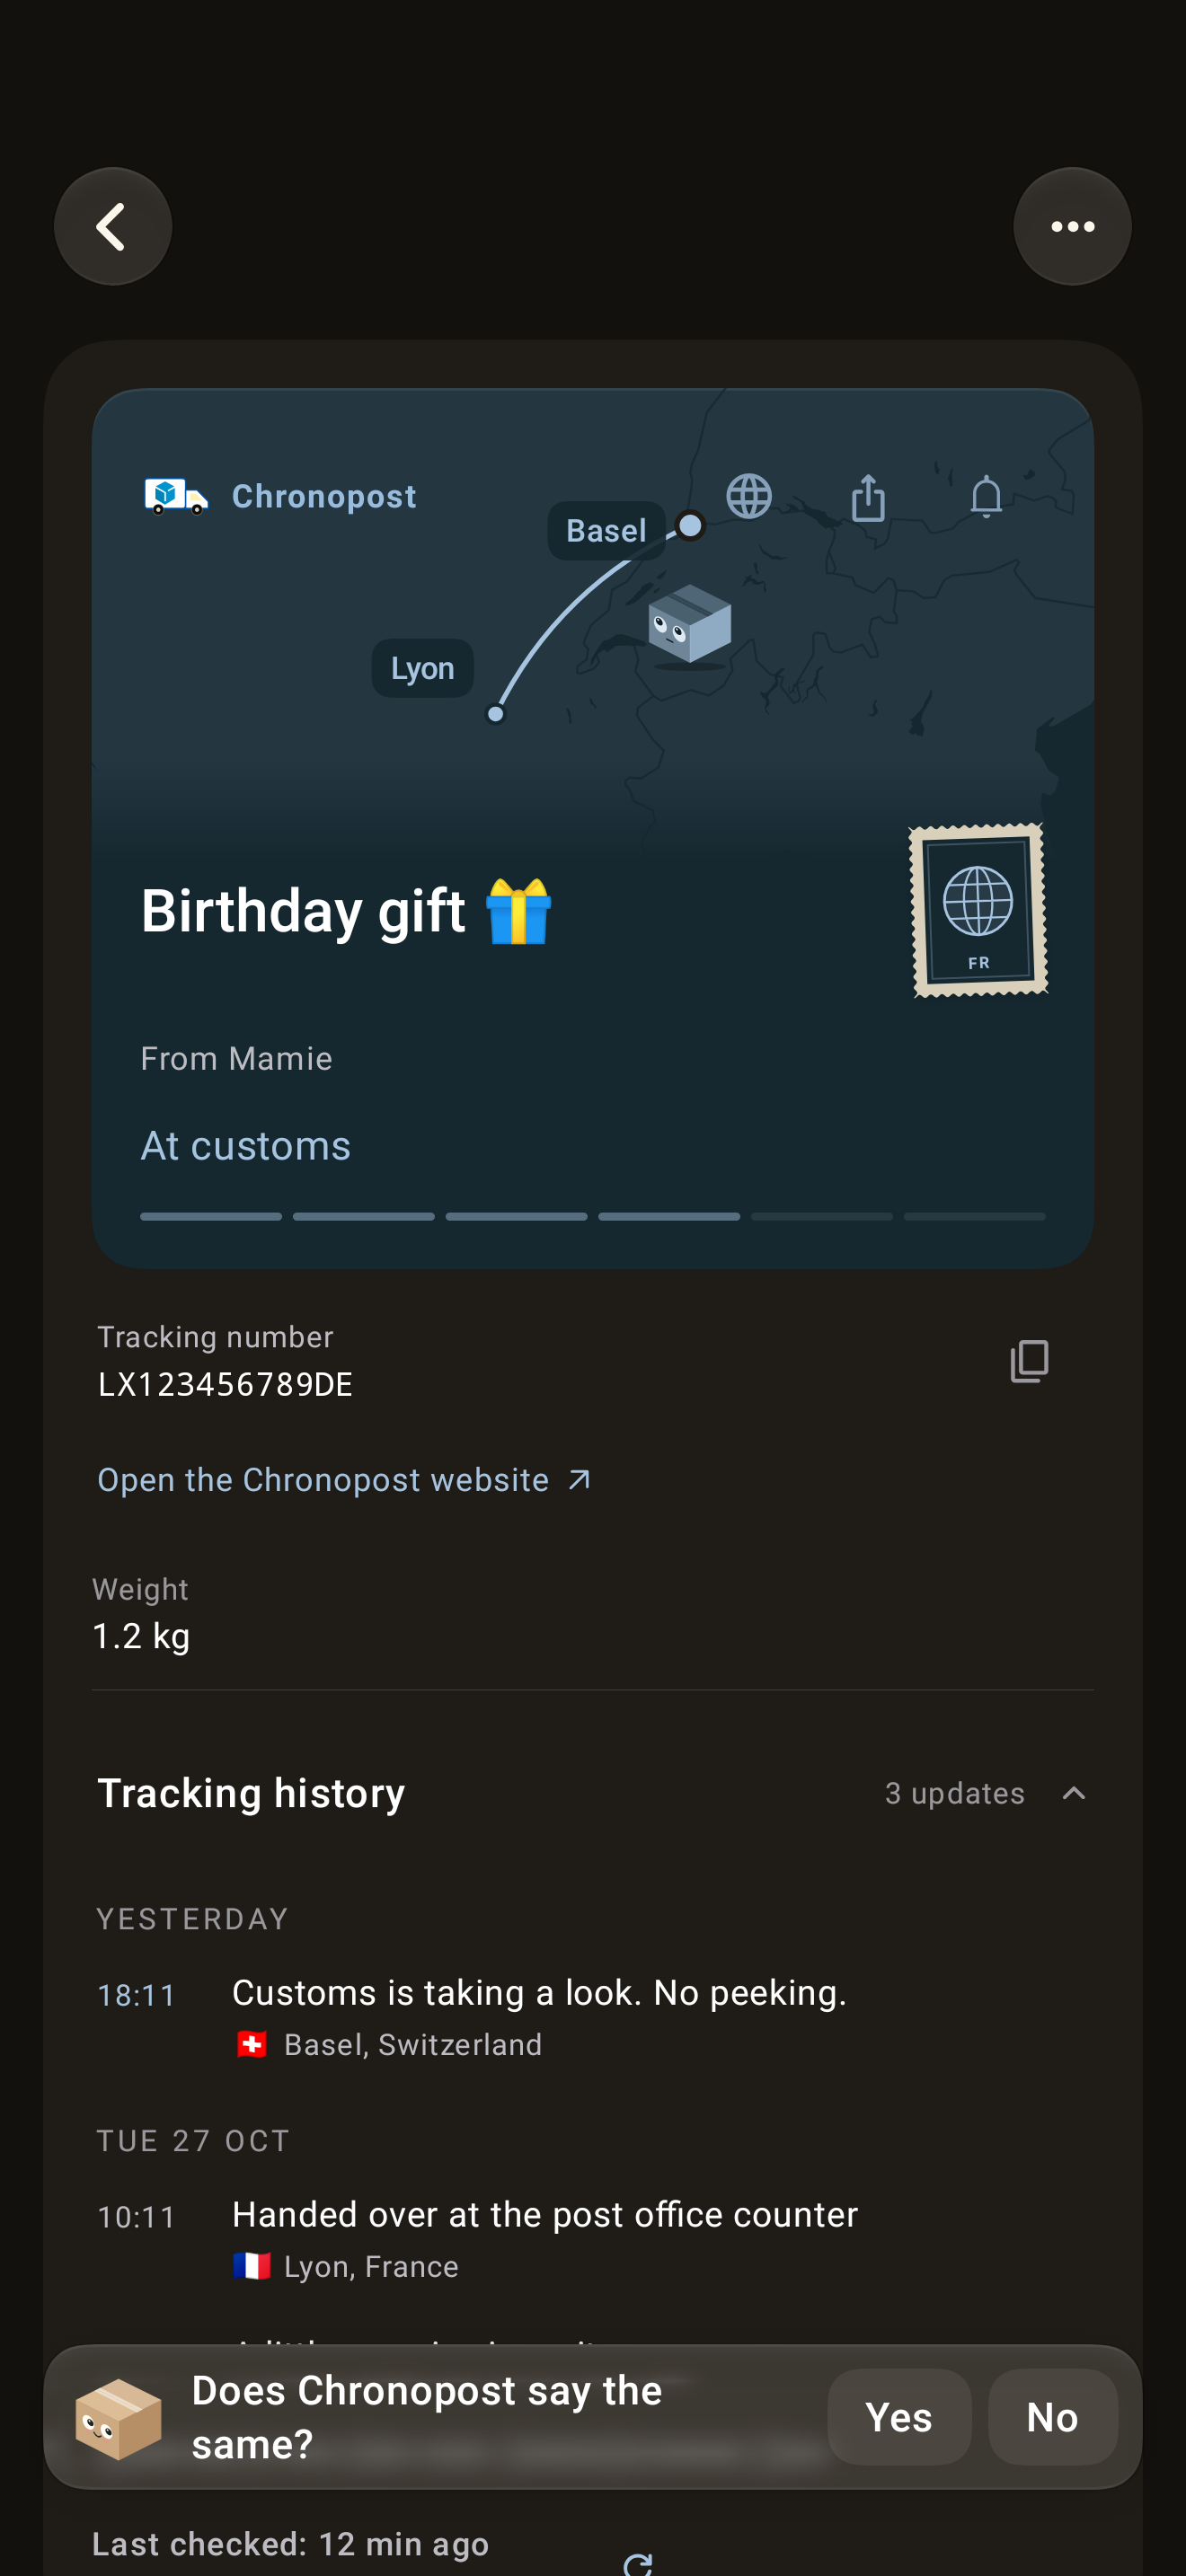 Chronopost
Basel
Lyon
Birthday gift 🎁
FR
From Mamie
At customs
Tracking number
LX123456789DE
Open the Chronopost website
Weight
1.2 kg
Tracking history
3 updates
YESTERDAY
18:11
Customs is taking a look. No peeking.
🇨🇭 Basel, Switzerland
TUE 27 OCT
10:11
Handed over at the post office counter
🇫🇷 Lyon, France
Does Chronopost say the
same?
Yes
No
Last checked: 12 min ago